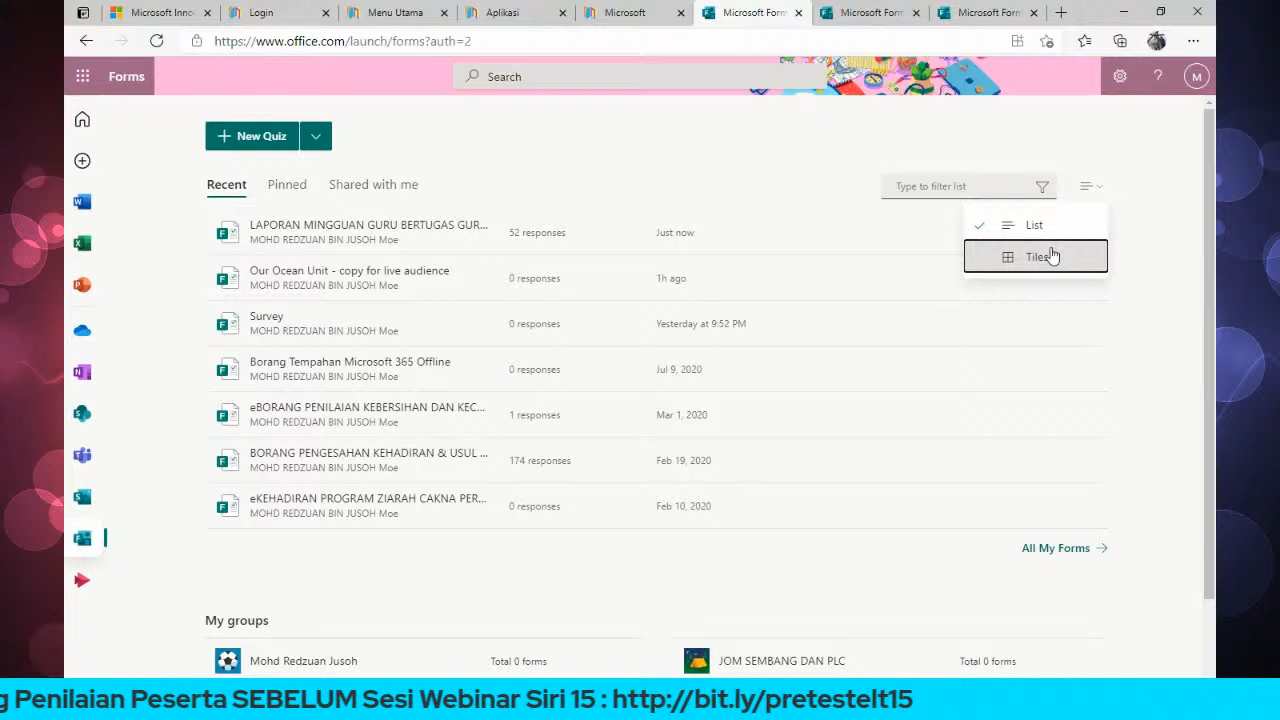 Microsoft Inno
Login
Menu Utama
Aplikasi
Microsoft
Microsoft Form
Microsoft Form
Microsoft Form
https://www.office.com/launch/forms?auth=2
Forms
Search
M
New Quiz
Recent
Pinned
Shared with me
Type to filter list
List
Tiles
LAPORAN MINGGUAN GURU BERTUGAS GUR...
MOHD REDZUAN BIN JUSOH Moe
52 responses
Just now
Our Ocean Unit - copy for live audience
MOHD REDZUAN BIN JUSOH Moe
0 responses
1h ago
Survey
MOHD REDZUAN BIN JUSOH Moe
0 responses
Yesterday at 9:52 PM
Borang Tempahan Microsoft 365 Offline
MOHD REDZUAN BIN JUSOH Moe
0 responses
Jul 9, 2020
eBORANG PENILAIAN KEBERSIHAN DAN KEC...
MOHD REDZUAN BIN JUSOH Moe
1 responses
Mar 1, 2020
BORANG PENGESAHAN KEHADIRAN & USUL ...
MOHD REDZUAN BIN JUSOH Moe
174 responses
Feb 19, 2020
eKEHADIRAN PROGRAM ZIARAH CAKNA PER...
MOHD REDZUAN BIN JUSOH Moe
0 responses
Feb 10, 2020
All My Forms
My groups
Mohd Redzuan Jusoh
Total 0 forms
JOM SEMBANG DAN PLC
Total 0 forms
g Penilaian Peserta SEBELUM Sesi Webinar Siri 15 : http://bit.ly/pretestelt15